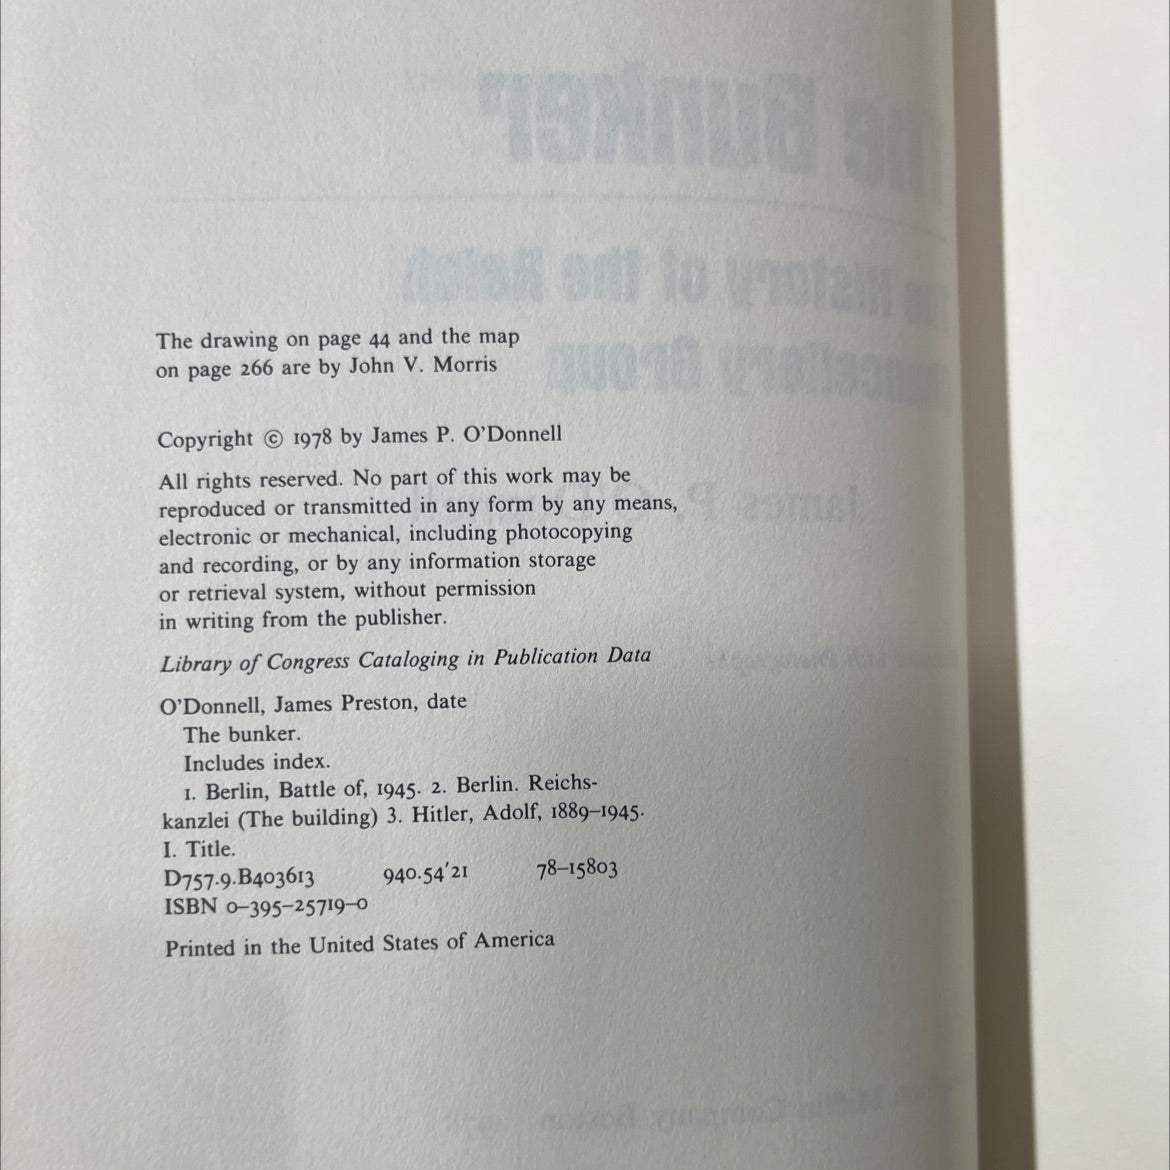 The drawing on page 44 and the map
on page 266 are by John V. Morris
Copyright © 1978 by James P. O'Donnell
All rights reserved. No part of this work may be
reproduced or transmitted in any form by any means,
electronic or mechanical, including photocopying
and recording, or by any information storage
or retrieval system, without permission
in writing from the publisher.
Library of Congress Cataloging in Publication Data
O'Donnell, James Preston, date
The bunker.
Includes index.
1. Berlin, Battle of, 1945. 2. Berlin. Reichs-
kanzlei (The building) 3. Hitler, Adolf, 1889–1945.
I. Title.
D757.9.B403613 940.54'21 78-15803
ISBN 0-395-25719-0
Printed in the United States of America